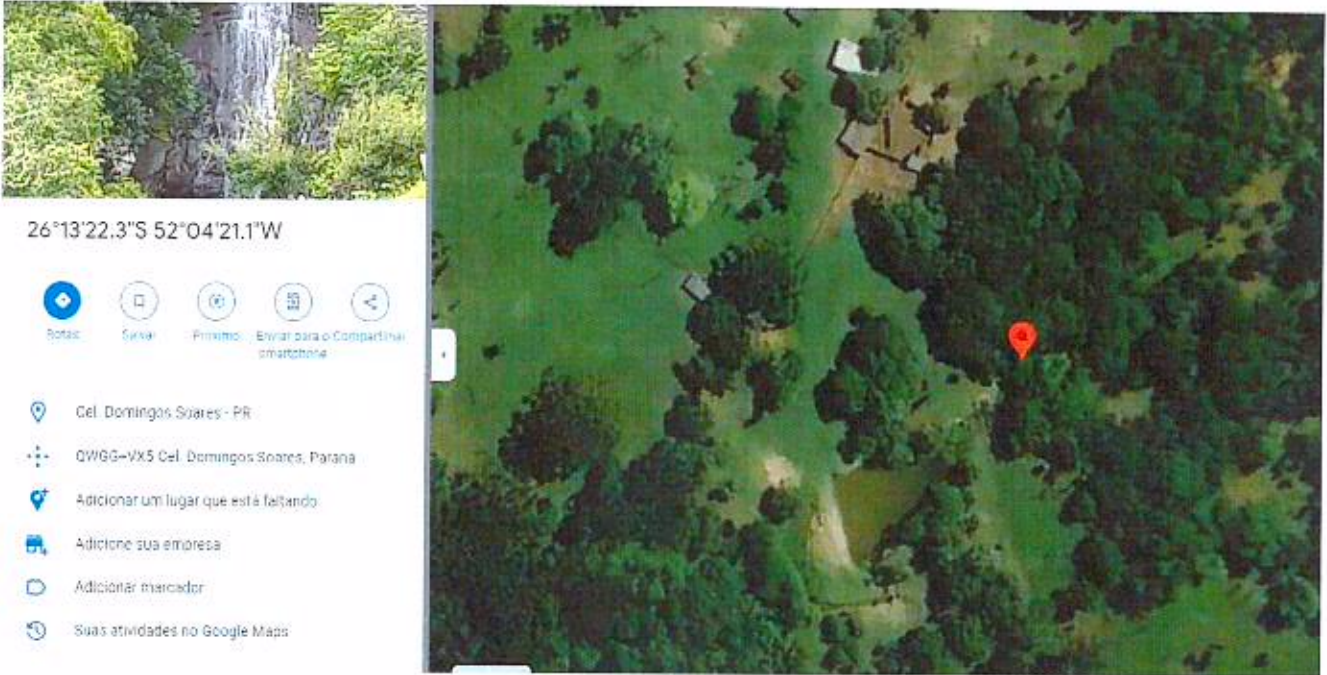 26°13'22.3"S 52°04'21.1"W
Rotas
Salvar
Próximo
Enviar para o
smartphone
Compartilhar
Cel. Domingos Soares - PR
QWGG+VX5 Cel. Domingos Soares, Paraná
Adicionar um lugar que está faltando
Adicione sua empresa
Adicionar marcador
Suas atividades no Google Maps